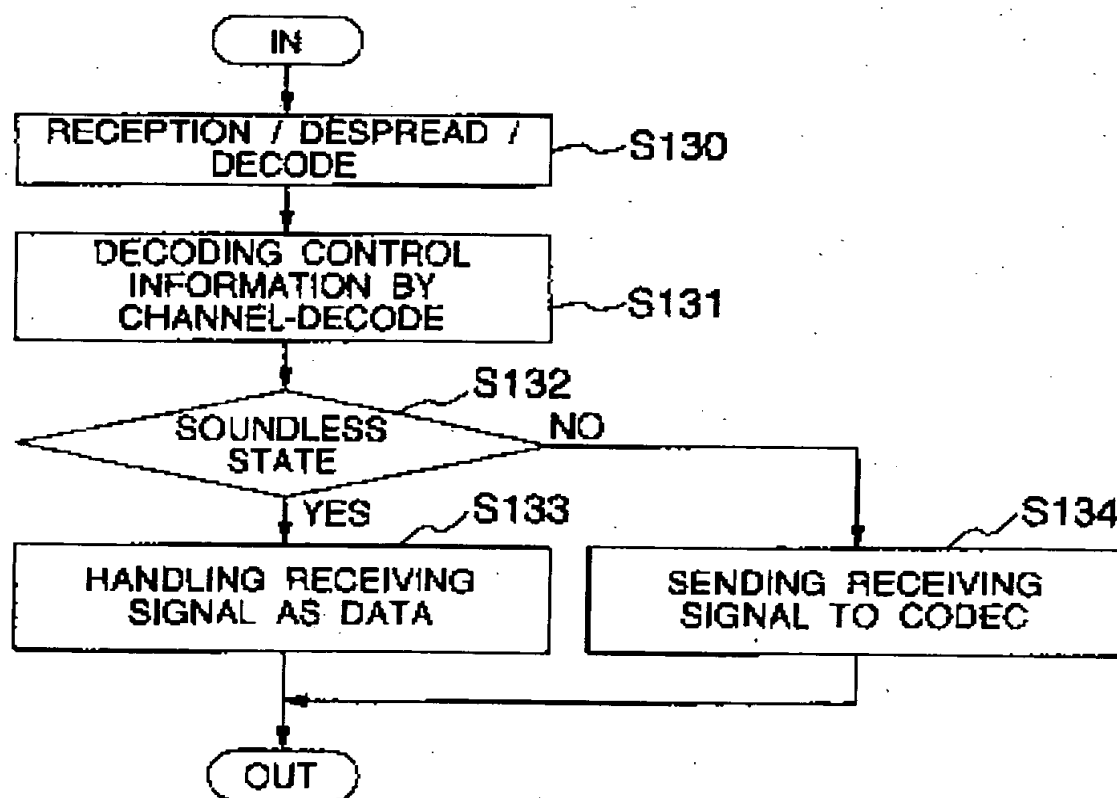 IN
RECEPTION / DESPREAD /
DECODE
S130
DECODING CONTROL
INFORMATION BY
CHANNEL-DECODE
S131
S132
SOUNDLESS
STATE
NO
YES
S133
HANDLING RECEIVING
SIGNAL AS DATA
S134
SENDING RECEIVING
SIGNAL TO CODEC
OUT